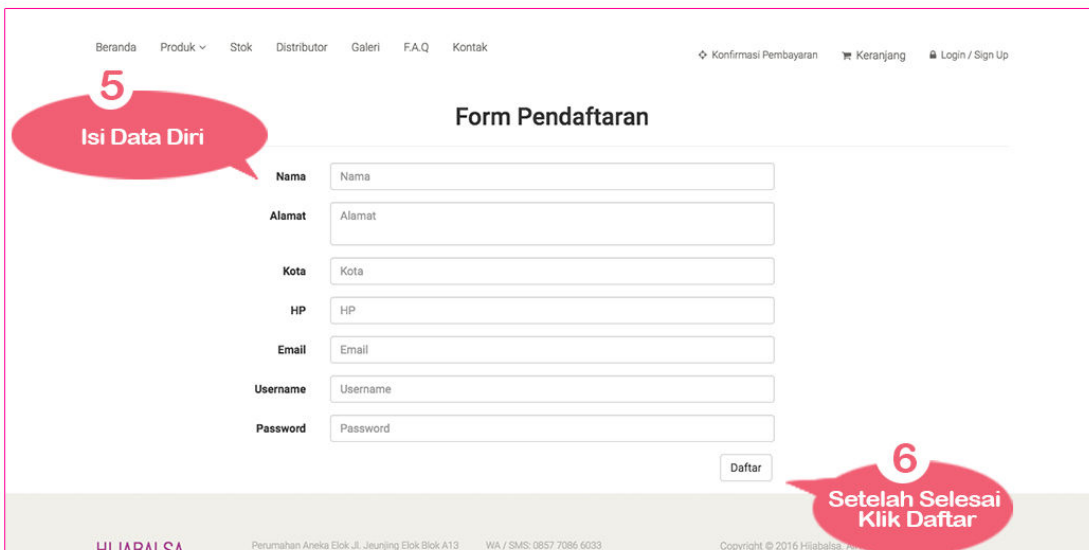 Beranda Produk Stok Distributor Galeri F.A.Q Kontak
Konfirmasi Pembayaran Keranjang Login / Sign Up
5
Isi Data Diri
Form Pendaftaran
Nama Nama
Alamat Alamat
Kota Kota
HP HP
Email Email
Username Username
Password Password
Daftar
6
Setelah Selesai
Klik Daftar
HIJABALSA Perumahan Aneka Elok Jl. Jeunjing Elok Blok A13 WA / SMS: 0857 7086 6033 Copyright © 2016 Hijabalsa.